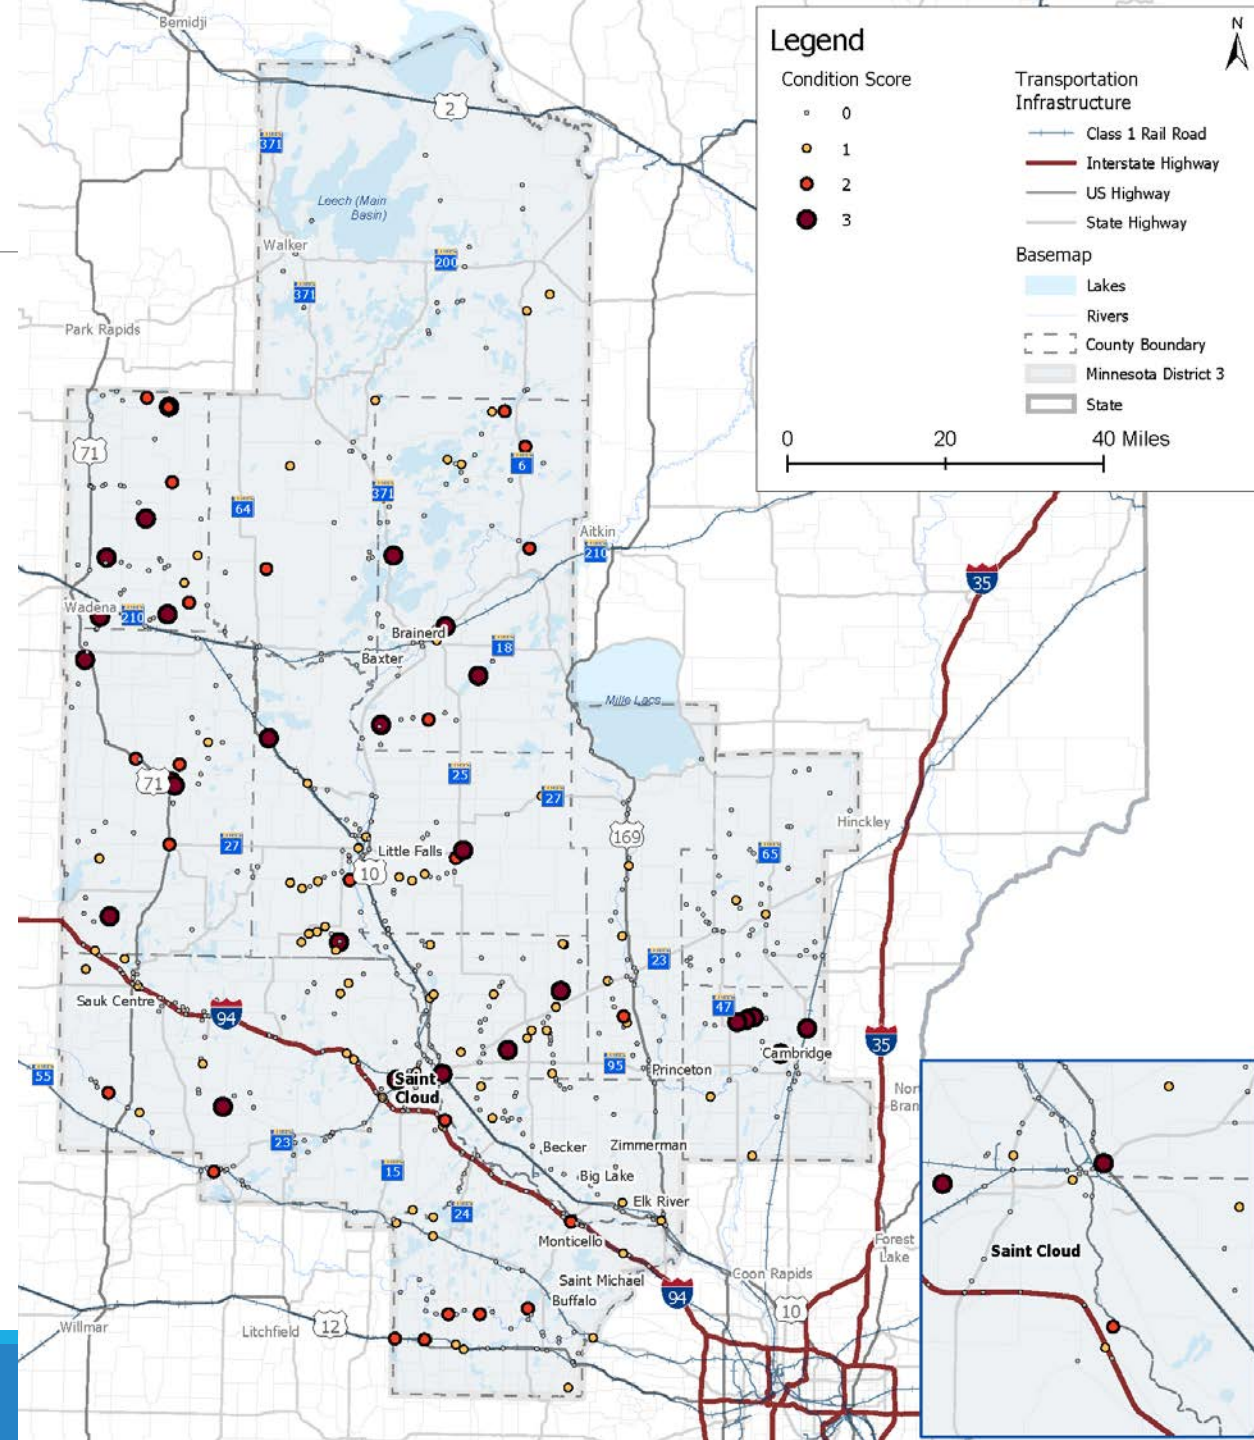 Legend
N
Condition Score
0
1
2
3
Transportation
Infrastructure
Class 1 Rail Road
Interstate Highway
US Highway
State Highway
Basemap
Lakes
Rivers
County Boundary
Minnesota District 3
State
0 20 40 Miles
Bemidji
2
371
Leech (Main
Basin)
Walker
200
371
Park Rapids
71
6
371
64
Aitkin
210
35
Wadena
210
Brainerd
18
Baxter
Mille Lacs
71
25
27
169
Hinckley
27
Little Falls
65
10
23
Sauk Centre
47
94
35
Cambridge
55
95
Princeton
Saint
Cloud
Nor
Bran
23
Becker
Zimmerman
15
Big Lake
Elk River
24
Monticello
Forest
Lake
Saint Michael
Coon Rapids
Buffalo
94
10
Willmar
Litchfield
12
Saint Cloud